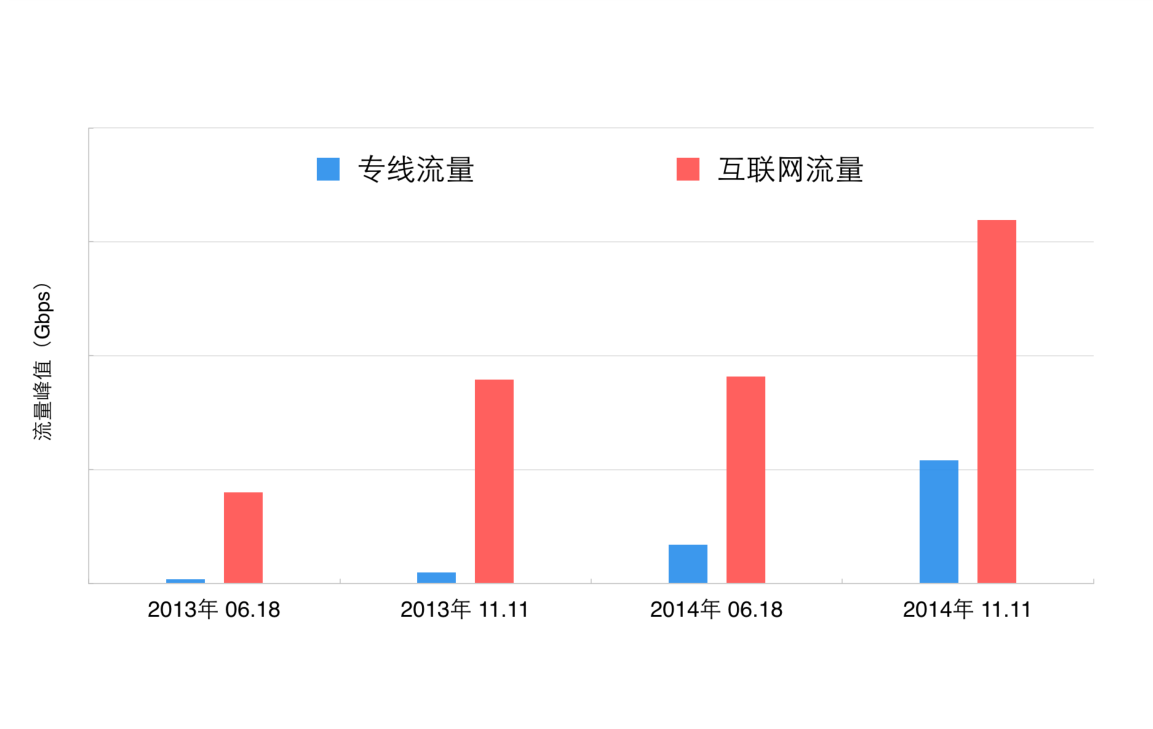 专线流量
互联网流量
流量峰值（Gbps）
2013年 06.18
2013年 11.11
2014年 06.18
2014年 11.11